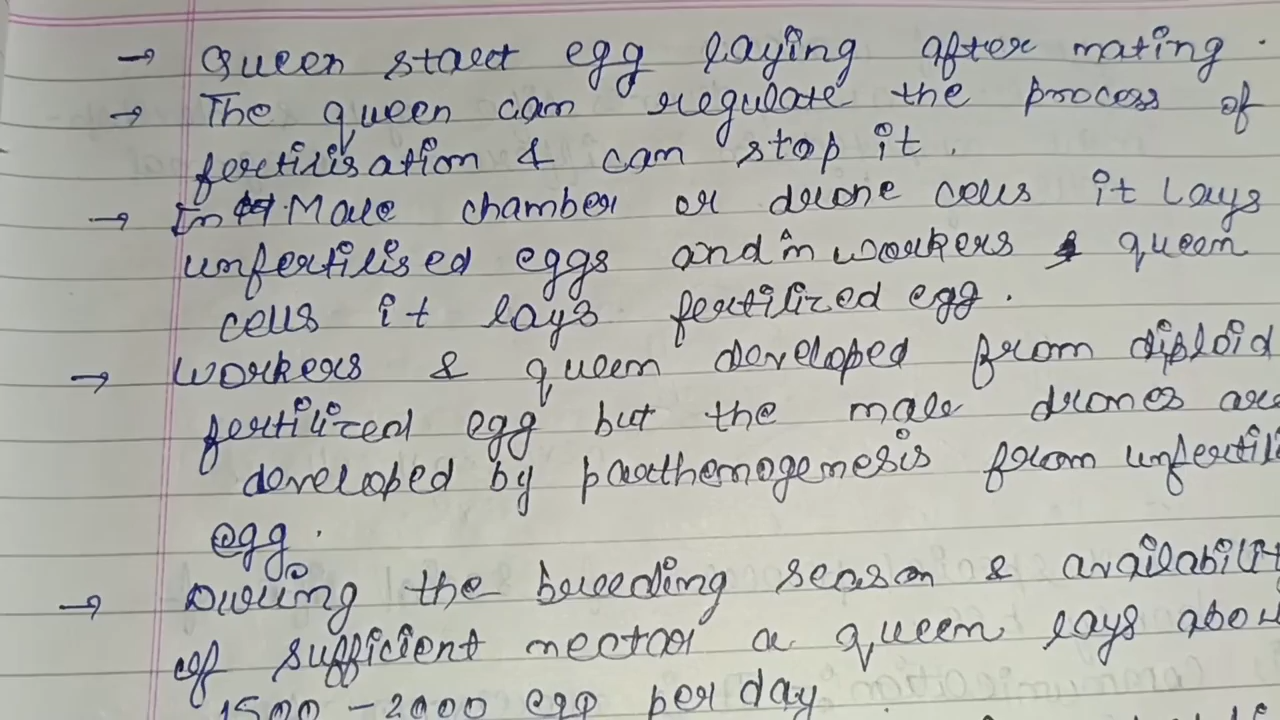 → Queen start egg laying after mating.
→ The queen can regulate the process of
fertilisation & can stop it.
→ In Male chamber or drone cells it lays
unfertilised eggs and in workers & queen
cells it lays fertilized egg.
→ Workers & queen developed from diploid
fertilized egg but the male drones are
developed by parthenogenesis from unfertili
egg.
→ During the breeding season & availabilit
of sufficient nectar a queen lays abou
1500 - 2000 egg per day